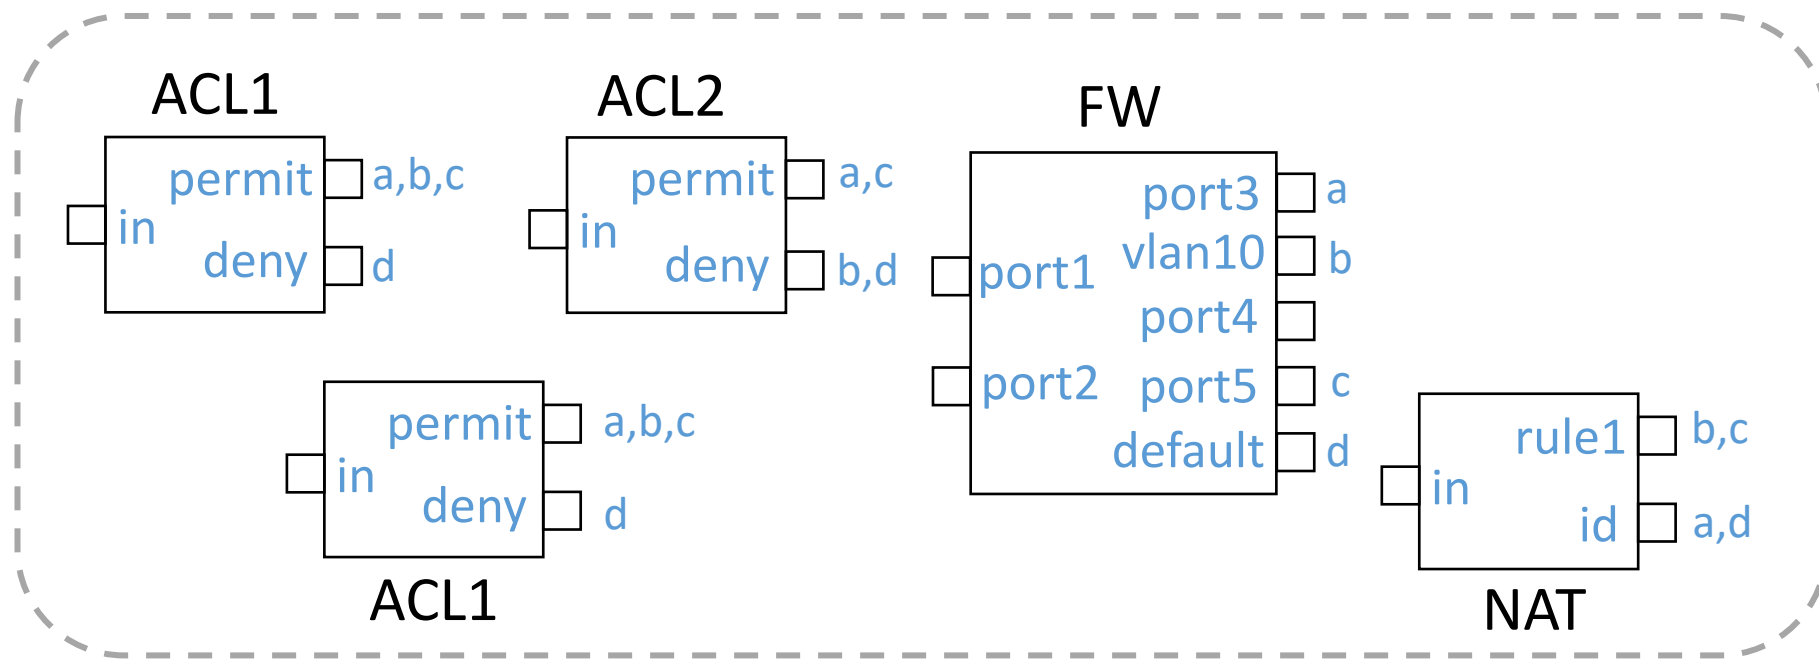 ACL1
permit a,b,c
in
deny d
ACL2
permit a,c
in
deny b,d
FW
port3 a
vlan10 b
port1
port4
port2
port5 c
default d
permit a,b,c
in
deny d
ACL1
rule1 b,c
in
id a,d
NAT